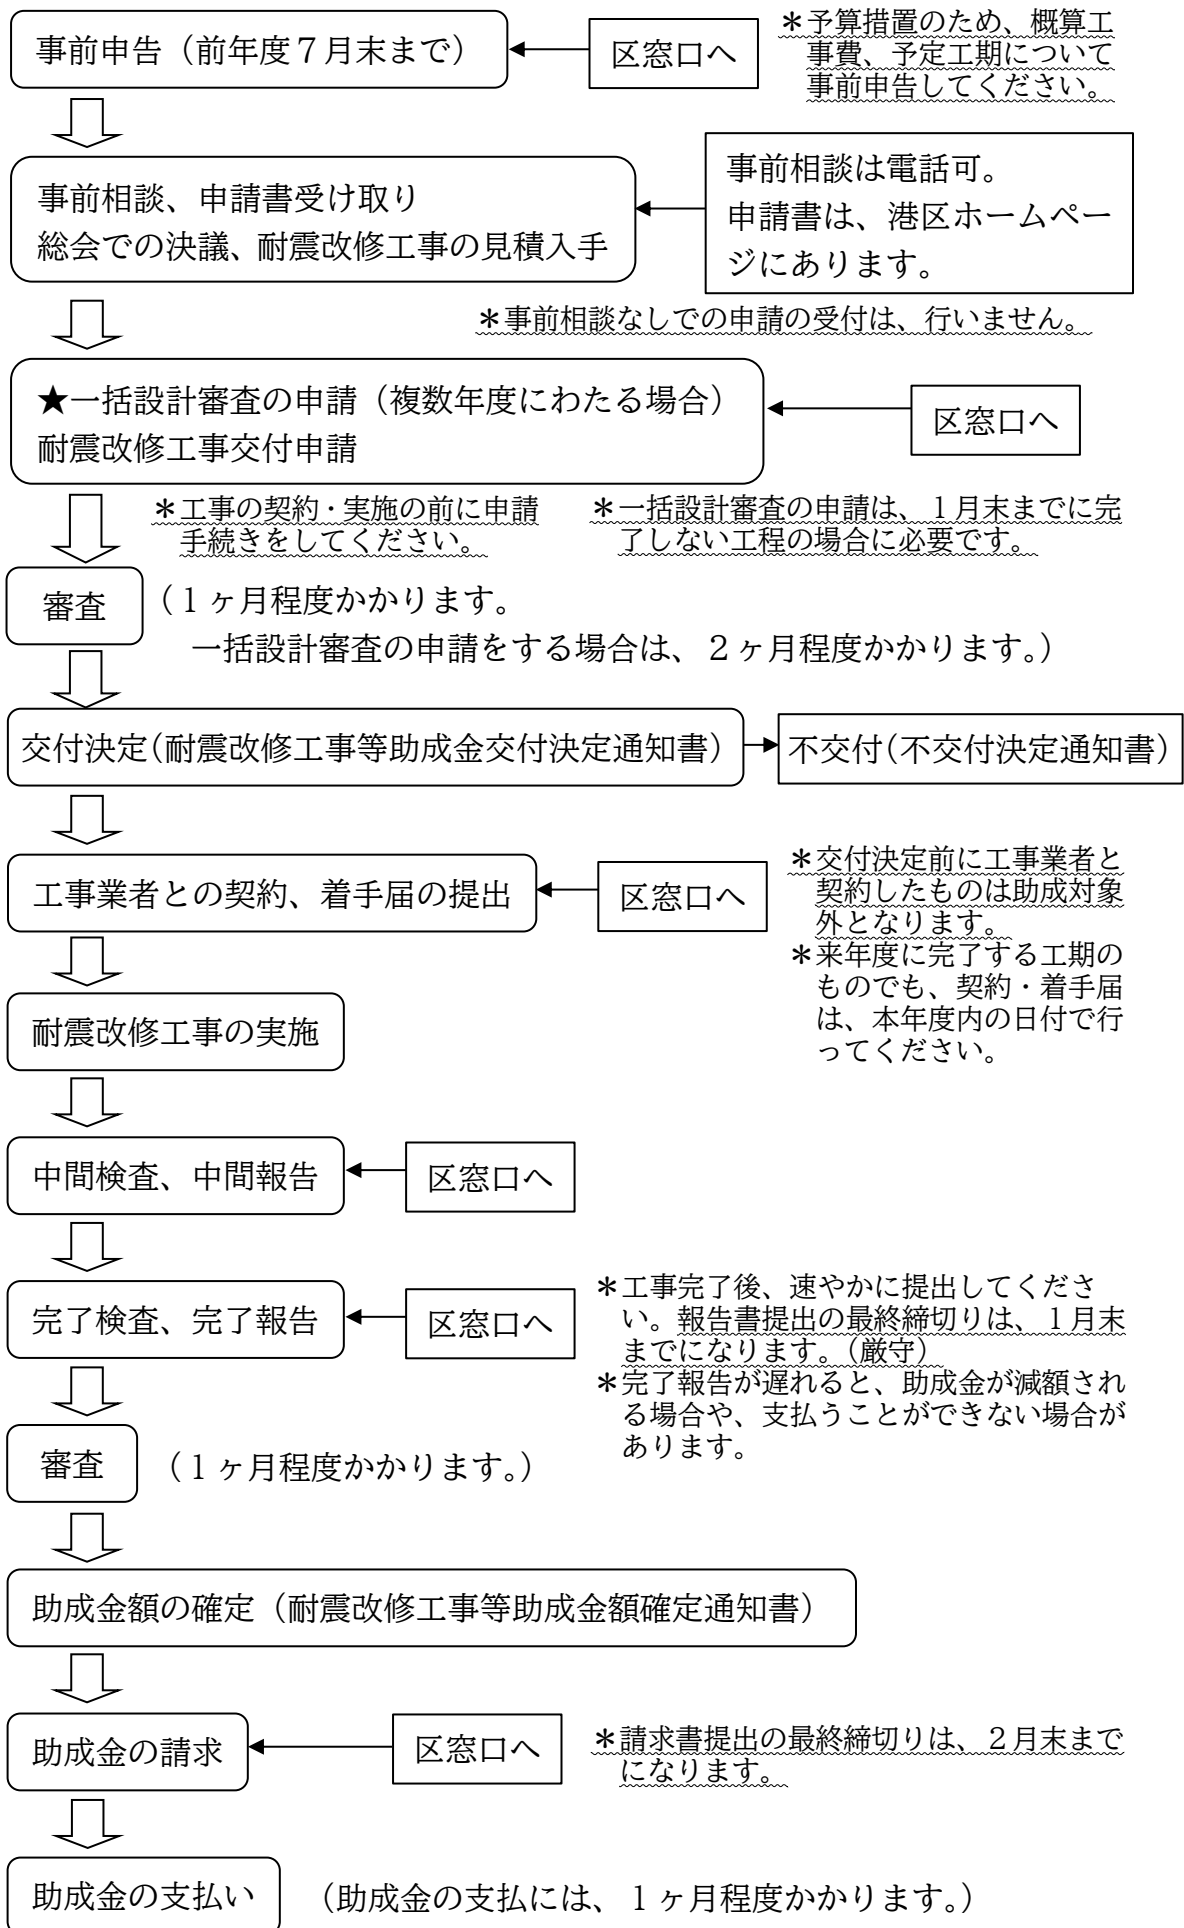 事前申告（前年度７月末まで）
区窓口へ
＊予算措置のため、概算工
事費、予定工期について
事前申告してください。
事前相談、申請書受け取り
総会での決議、耐震改修工事の見積入手
事前相談は電話可。
申請書は、港区ホームペー
ジにあります。
＊事前相談なしでの申請の受付は、行いません。
★一括設計審査の申請（複数年度にわたる場合）
耐震改修工事交付申請
区窓口へ
＊工事の契約・実施の前に申請
手続きをしてください。
＊一括設計審査の申請は、１月末までに完
了しない工程の場合に必要です。
審査
（１ヶ月程度かかります。
一括設計審査の申請をする場合は、２ヶ月程度かかります。）
交付決定（耐震改修工事等助成金交付決定通知書）
不交付（不交付決定通知書）
工事業者との契約、着手届の提出
区窓口へ
＊交付決定前に工事業者と
契約したものは助成対象
外となります。
＊来年度に完了する工期の
ものでも、契約・着手届
は、本年度内の日付で行
ってください。
耐震改修工事の実施
中間検査、中間報告
区窓口へ
完了検査、完了報告
区窓口へ
＊工事完了後、速やかに提出してくださ
い。報告書提出の最終締切りは、１月末
までになります。（厳守）
＊完了報告が遅れると、助成金が減額され
る場合や、支払うことができない場合が
あります。
審査
（１ヶ月程度かかります。）
助成金額の確定（耐震改修工事等助成金額確定通知書）
助成金の請求
区窓口へ
＊請求書提出の最終締切りは、２月末まで
になります。
助成金の支払い
（助成金の支払には、１ヶ月程度かかります。）